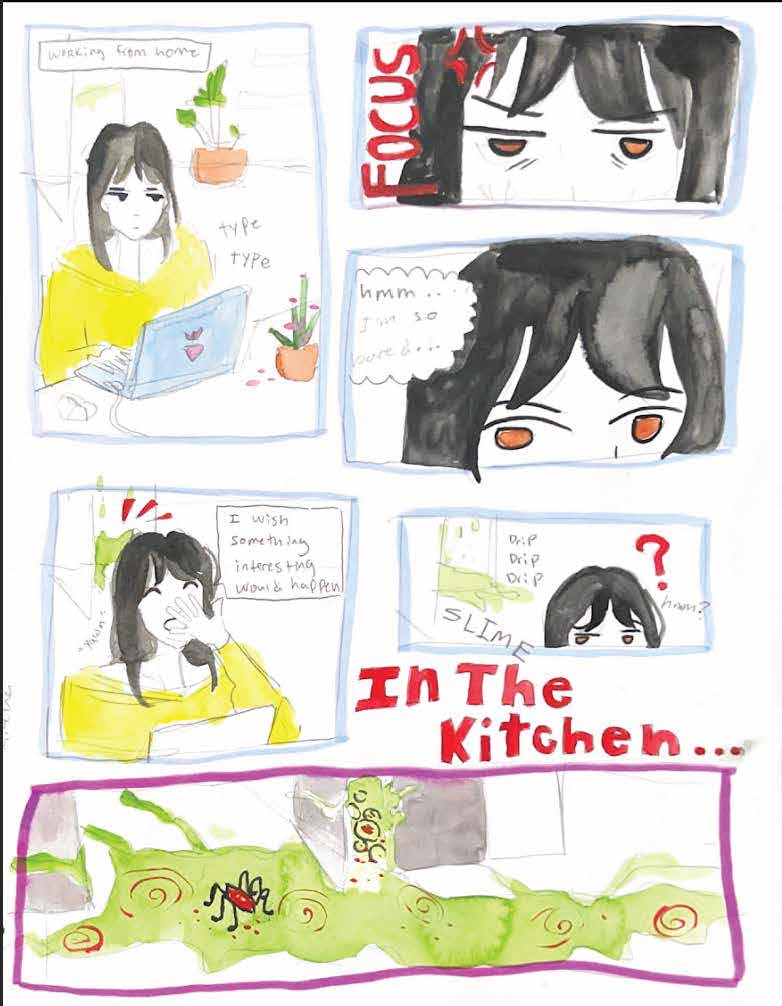 working from home
type
type
FOCUS
hmm...
I'm so
bored...
I wish
something
interesting
would happen
*yawn*
Drip
Drip
Drip
?
hmm?
SLIME
In The
Kitchen...